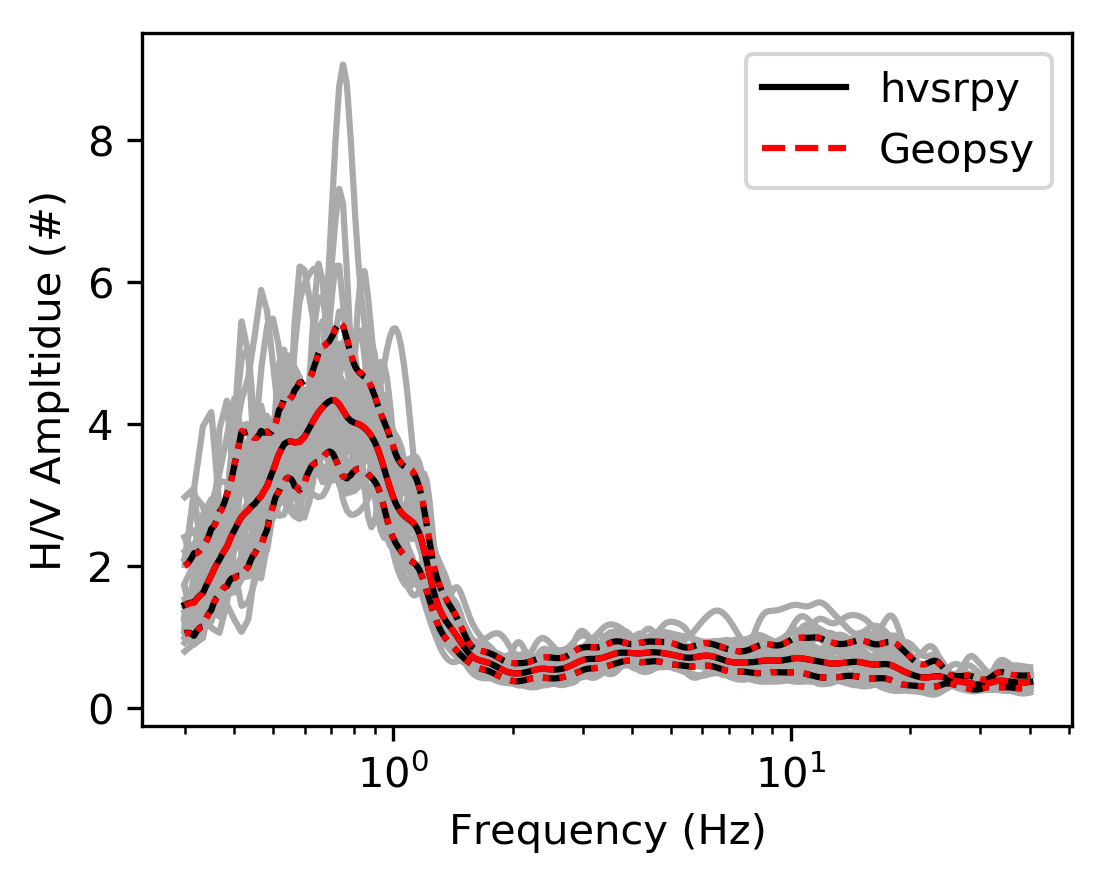 hvsrpy
Geopsy
8
6
4
2
0
H/V Ampltidue (#)
10⁰
10¹
Frequency (Hz)